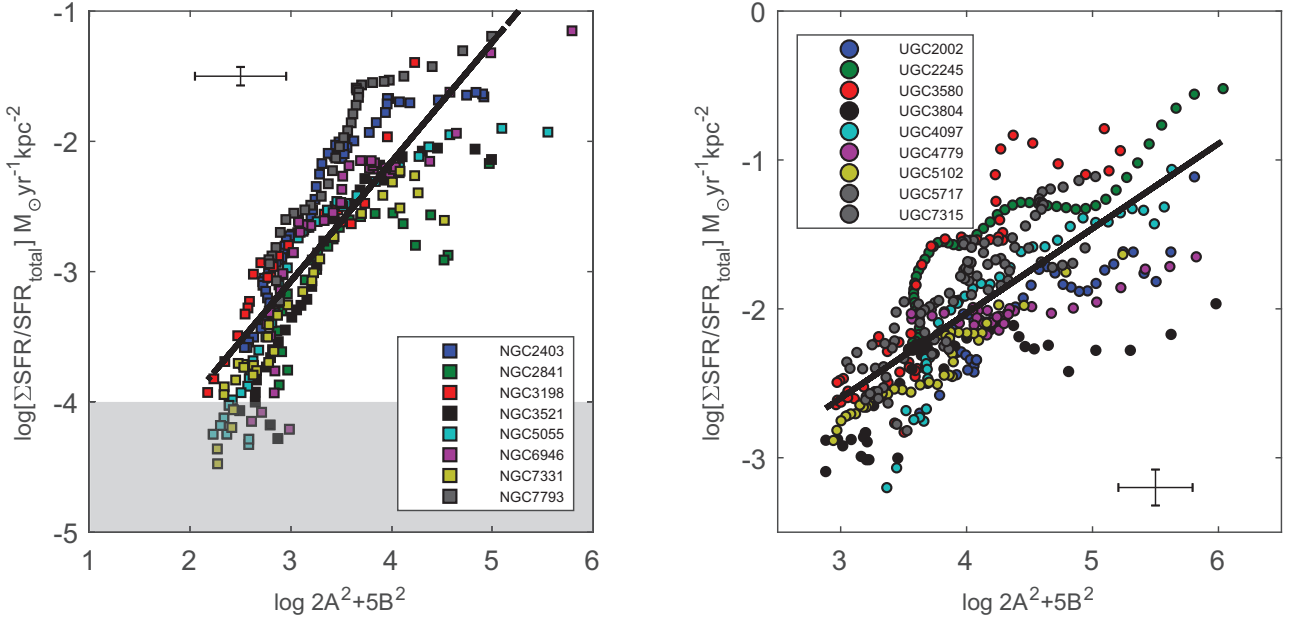 -1
-2
-3
-4
-5
1 2 3 4 5 6
log[ΣSFR/SFR_total] M⊙yr⁻¹kpc⁻²
log 2A²+5B²
NGC2403
NGC2841
NGC3198
NGC3521
NGC5055
NGC6946
NGC7331
NGC7793
0
-1
-2
-3
3 4 5 6
log[ΣSFR/SFR_total] M⊙yr⁻¹kpc⁻²
log 2A²+5B²
UGC2002
UGC2245
UGC3580
UGC3804
UGC4097
UGC4779
UGC5102
UGC5717
UGC7315